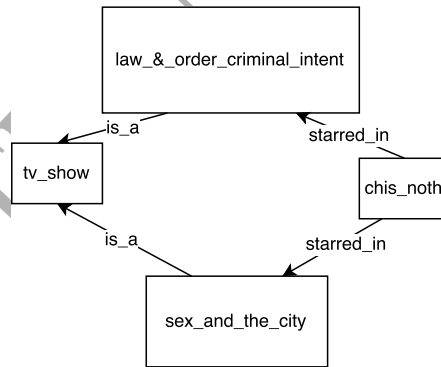 law_&_order_criminal_intent
is_a
starred_in
tv_show
chis_noth
is_a
starred_in
sex_and_the_city